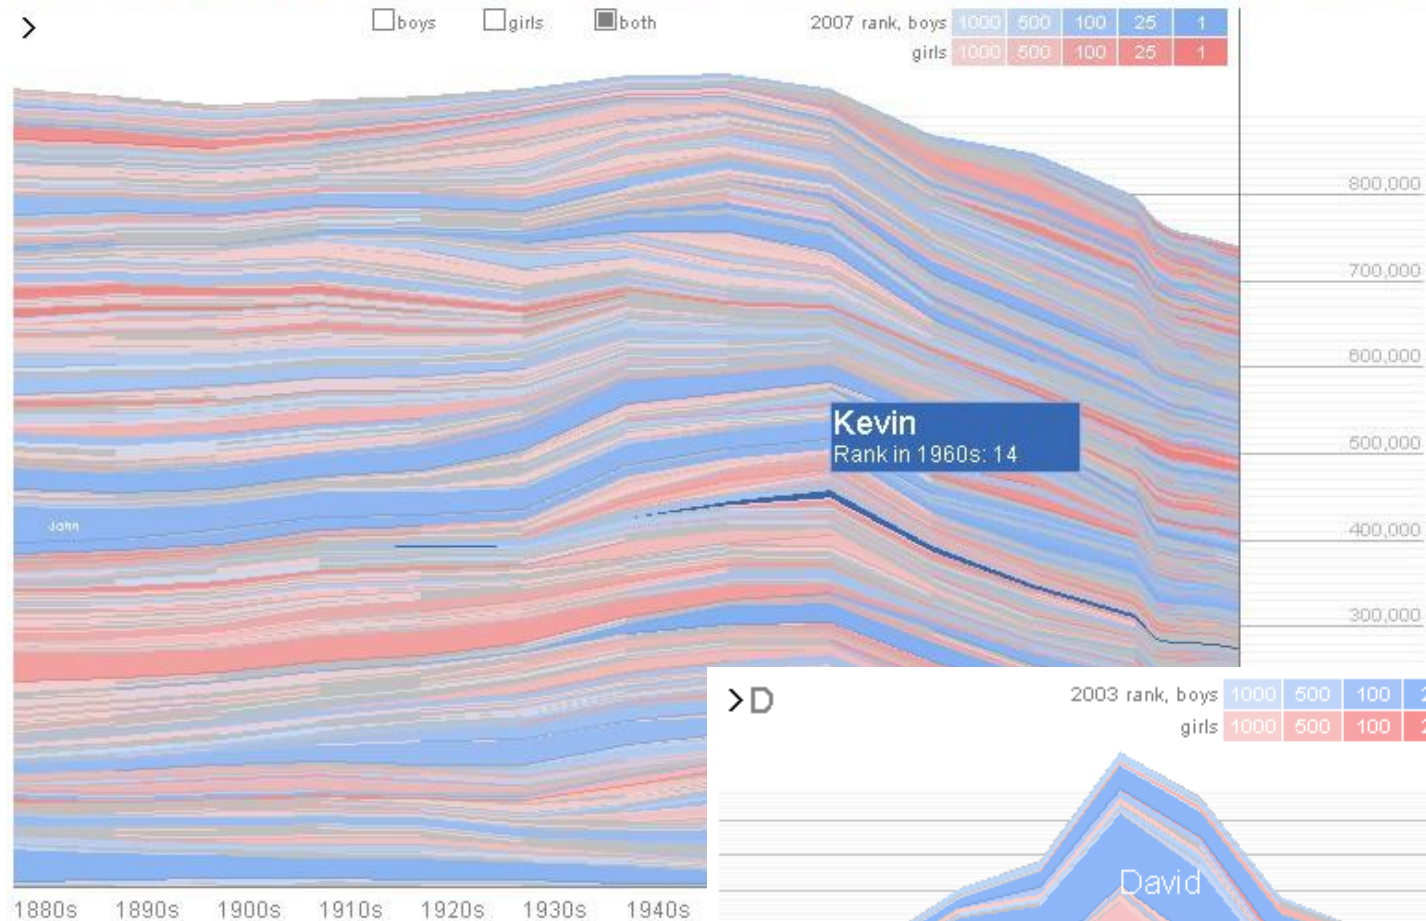 > boys girls both 2007 rank, boys 1000 500 100 25 1
girls 1000 500 100 25 1
800,000
700,000
600,000
Kevin
Rank in 1960s: 14
500,000
John
400,000
300,000
>D 2003 rank, boys 1000 500 100
girls 1000 500 100
David
1880s 1890s 1900s 1910s 1920s 1930s 1940s